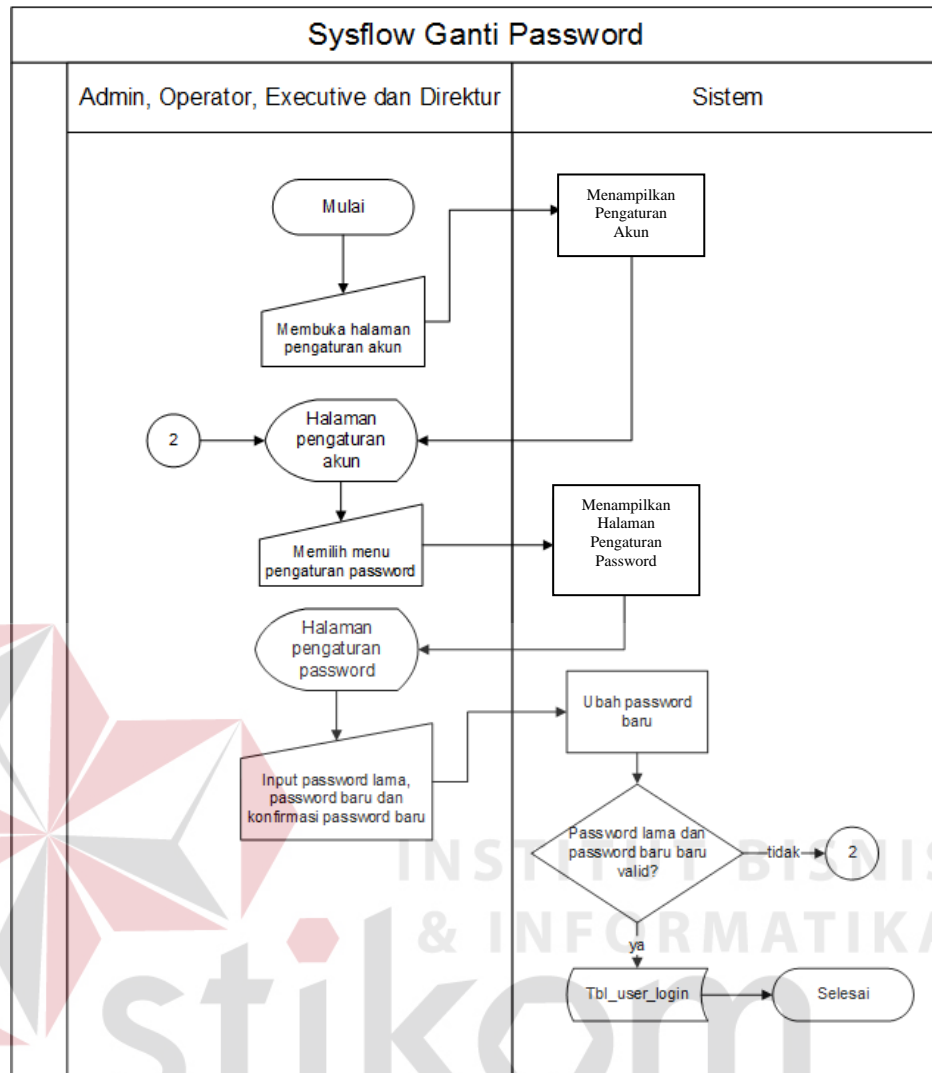 Sysflow Ganti Password
Admin, Operator, Executive dan Direktur
Sistem
Mulai
Menampilkan
Pengaturan
Akun
Membuka halaman
pengaturan akun
2
Halaman
pengaturan
akun
Memilih menu
pengaturan password
Menampilkan
Halaman
Pengaturan
Password
Halaman
pengaturan
password
Input password lama,
password baru dan
konfirmasi password baru
Ubah password
baru
Password lama dan
password baru baru
valid?
tidak
2
ya
Tbl_user_login
Selesai
INSTITUT BISNIS
& INFORMATIKA
stikom